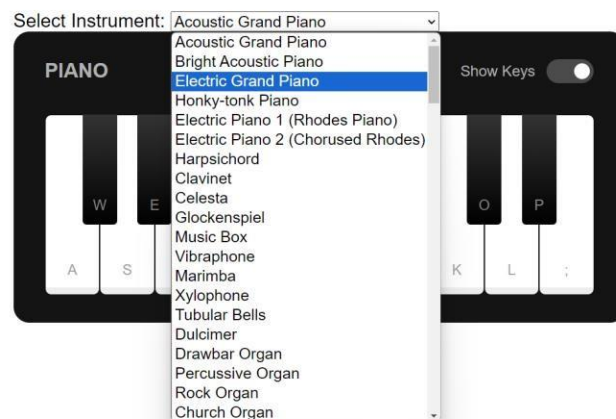 Select Instrument: Acoustic Grand Piano
PIANO
Show Keys
Acoustic Grand Piano
Bright Acoustic Piano
Electric Grand Piano
Honky-tonk Piano
Electric Piano 1 (Rhodes Piano)
Electric Piano 2 (Chorused Rhodes)
Harpsichord
Clavinet
Celesta
Glockenspiel
Music Box
Vibraphone
Marimba
Xylophone
Tubular Bells
Dulcimer
Drawbar Organ
Percussive Organ
Rock Organ
Church Organ
W E O P
A S K L ;